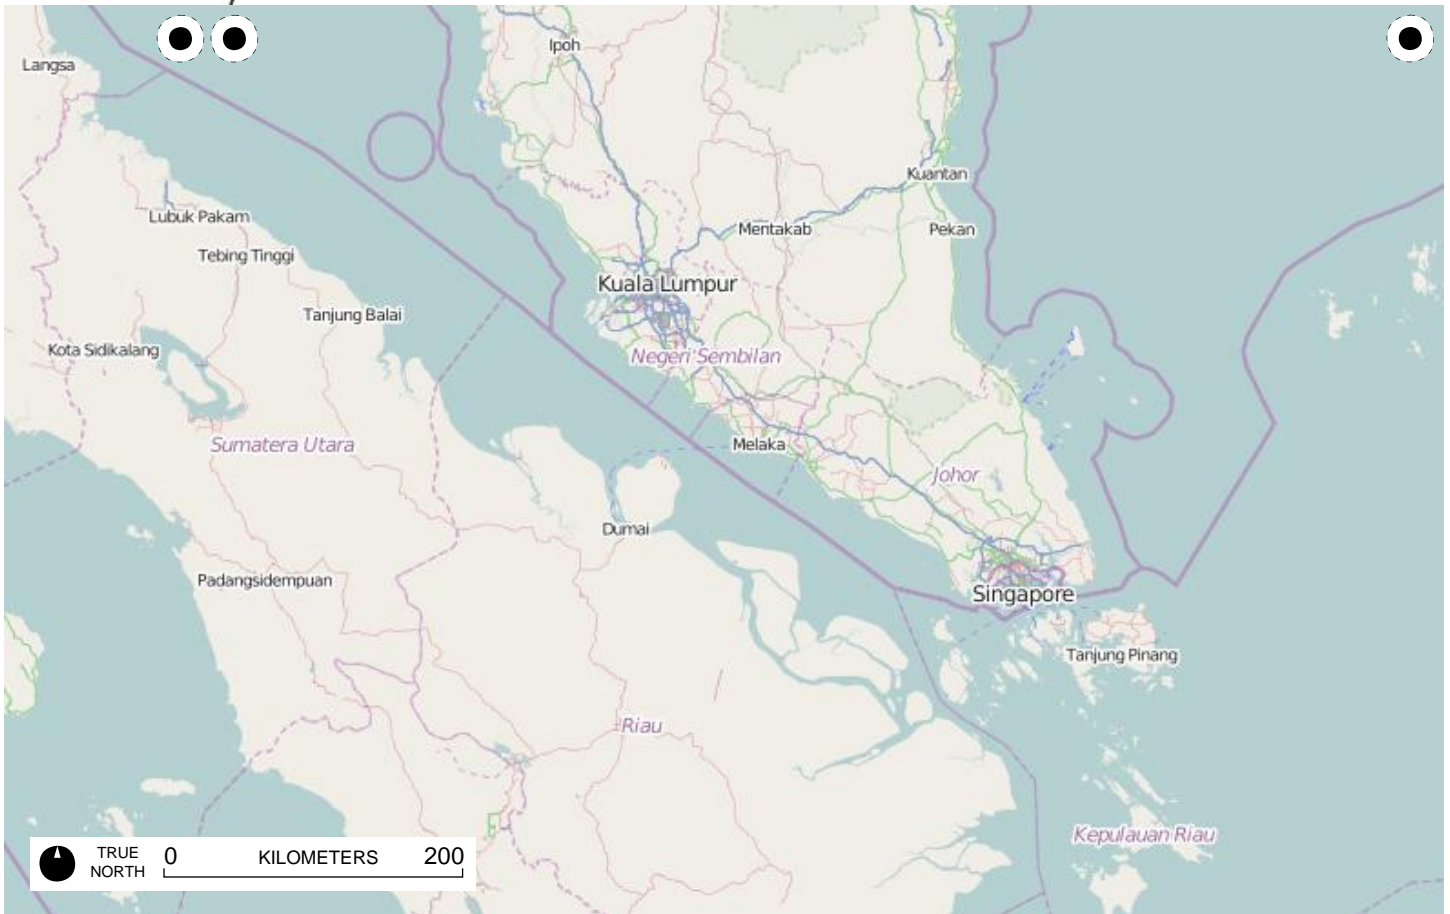 Ipoh
Langsa
Kuantan
Lubuk Pakam
Mentakab
Pekan
Tebing Tinggi
Kuala Lumpur
Tanjung Balai
Kota Sidikalang
Negeri Sembilan
Sumatera Utara
Melaka
Johor
Dumai
Padangsidempuan
Singapore
Tanjung Pinang
Riau
Kepulauan Riau
TRUE
NORTH
0 KILOMETERS 200